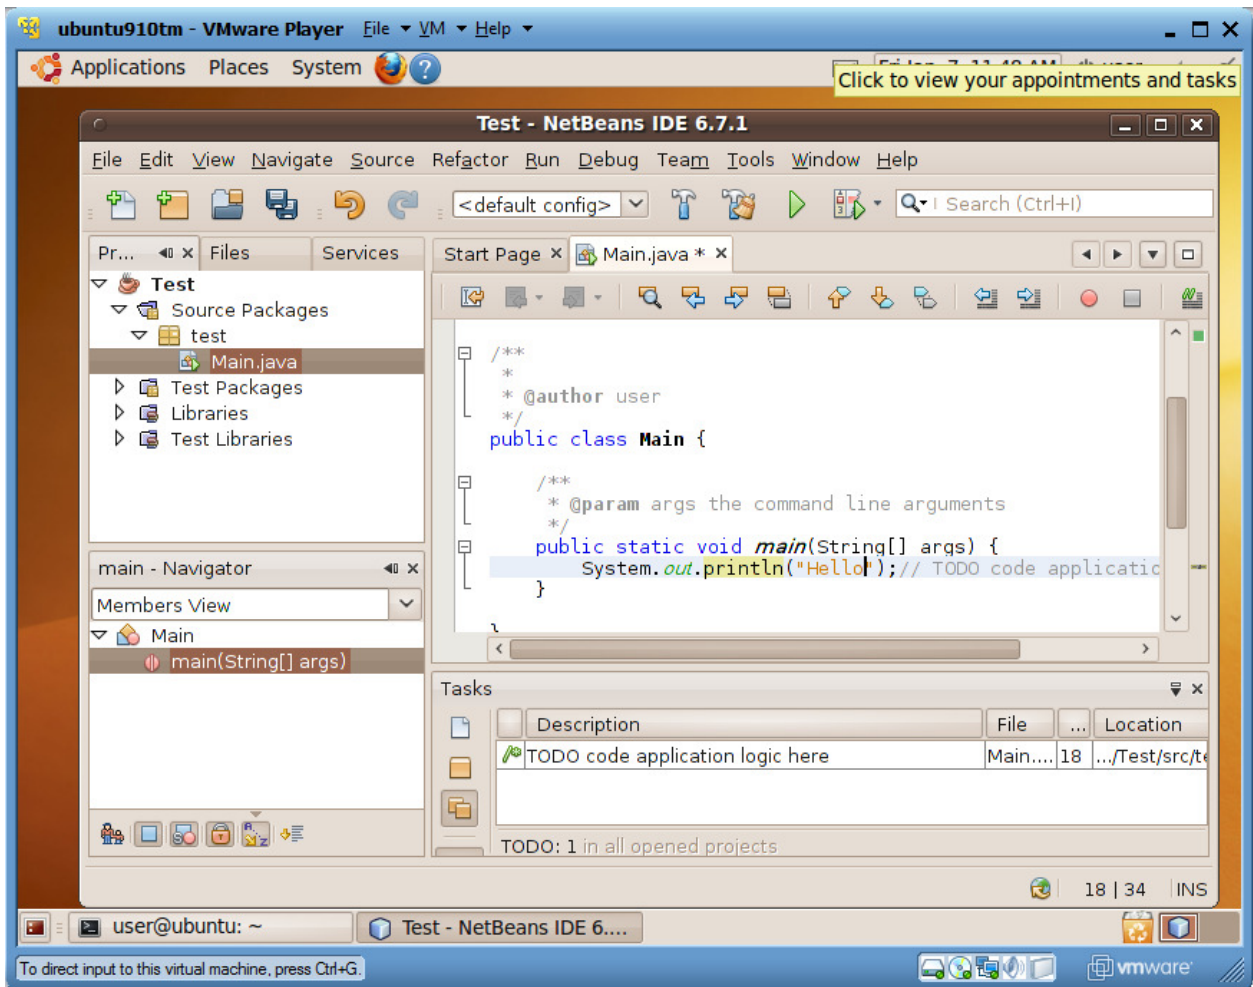 ubuntu910tm - VMware Player File VM Help
Applications Places System
Click to view your appointments and tasks
Test - NetBeans IDE 6.7.1
File Edit View Navigate Source Refactor Run Debug Team Tools Window Help
<default config> Search (Ctrl+I)
Pr... Files Services
Start Page Main.java *
Test
Source Packages
test
Main.java
Test Packages
Libraries
Test Libraries
/**
*
* @author user
*/
public class Main {
/**
* @param args the command line arguments
*/
public static void main(String[] args) {
System.out.println("Hello");// TODO code applicatio
}
}
main - Navigator
Members View
Main
main(String[] args)
Tasks
Description File ... Location
TODO code application logic here Main.... 18 .../Test/src/te
TODO: 1 in all opened projects
18 | 34 INS
user@ubuntu: ~ Test - NetBeans IDE 6....
To direct input to this virtual machine, press Ctrl+G. vmware